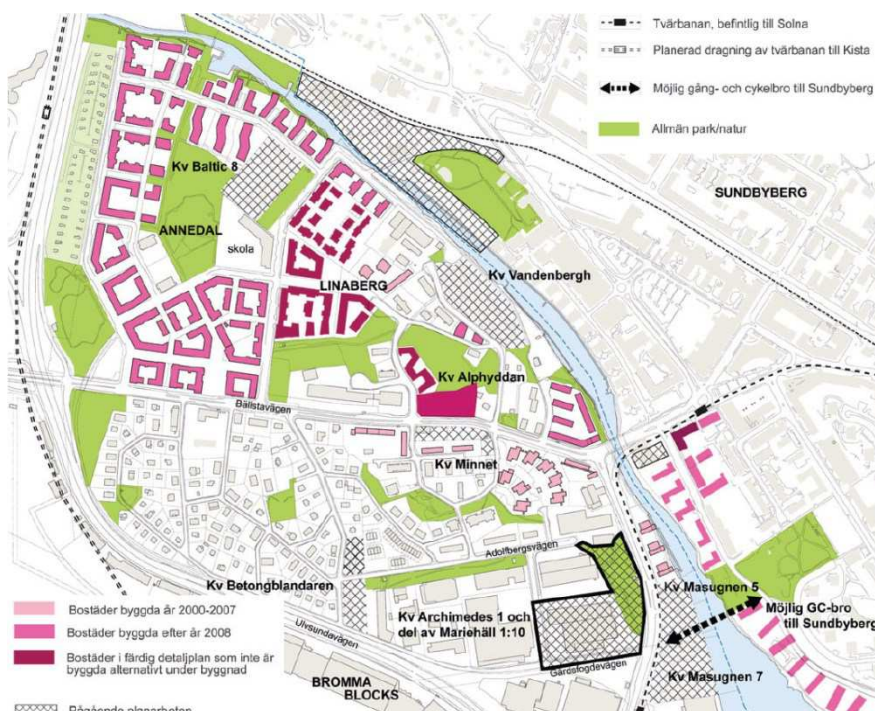 Tvärbanan, befintlig till Solna
Planerad dragning av tvärbanan till Kista
Möjlig gång- och cykelbro till Sundbyberg
Allmän park/natur
SUNDBYBERG
Kv Baltic 8
ANNEDAL
skola
Kv Vandenbergh
LINABERG
Kv Alphyddan
Bällstavägen
Kv Minnet
Adolfbergsvägen
Kv Betongblandaren
Kv Masugnen 5
Möjlig GC-bro
till Sundbyberg
Kv Archimedes 1 och
del av Mariehäll 1:10
Ulvsundavägen
Gårdsfogdevägen
Kv Masugnen 7
BROMMA
BLOCKS
Bostäder byggda år 2000-2007
Bostäder byggda efter år 2008
Bostäder i färdig detaljplan som inte är
byggda alternativt under byggnad
Pågående planarbeten